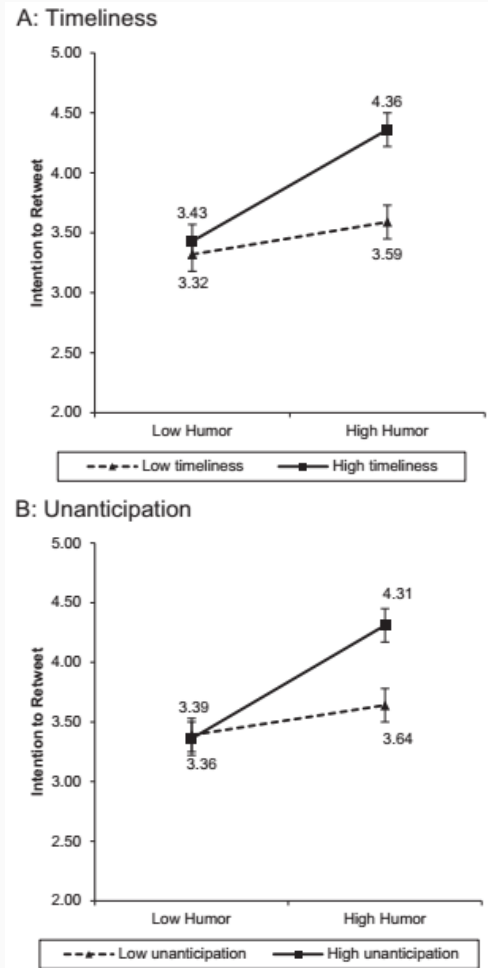 A: Timeliness
5.00
4.50
4.00
3.50
3.00
2.50
2.00
Intention to Retweet
4.36
3.43
3.32
3.59
Low Humor High Humor
Low timeliness High timeliness
B: Unanticipation
5.00
4.50
4.00
3.50
3.00
2.50
2.00
Intention to Retweet
4.31
3.39
3.36
3.64
Low Humor High Humor
Low unanticipation High unanticipation